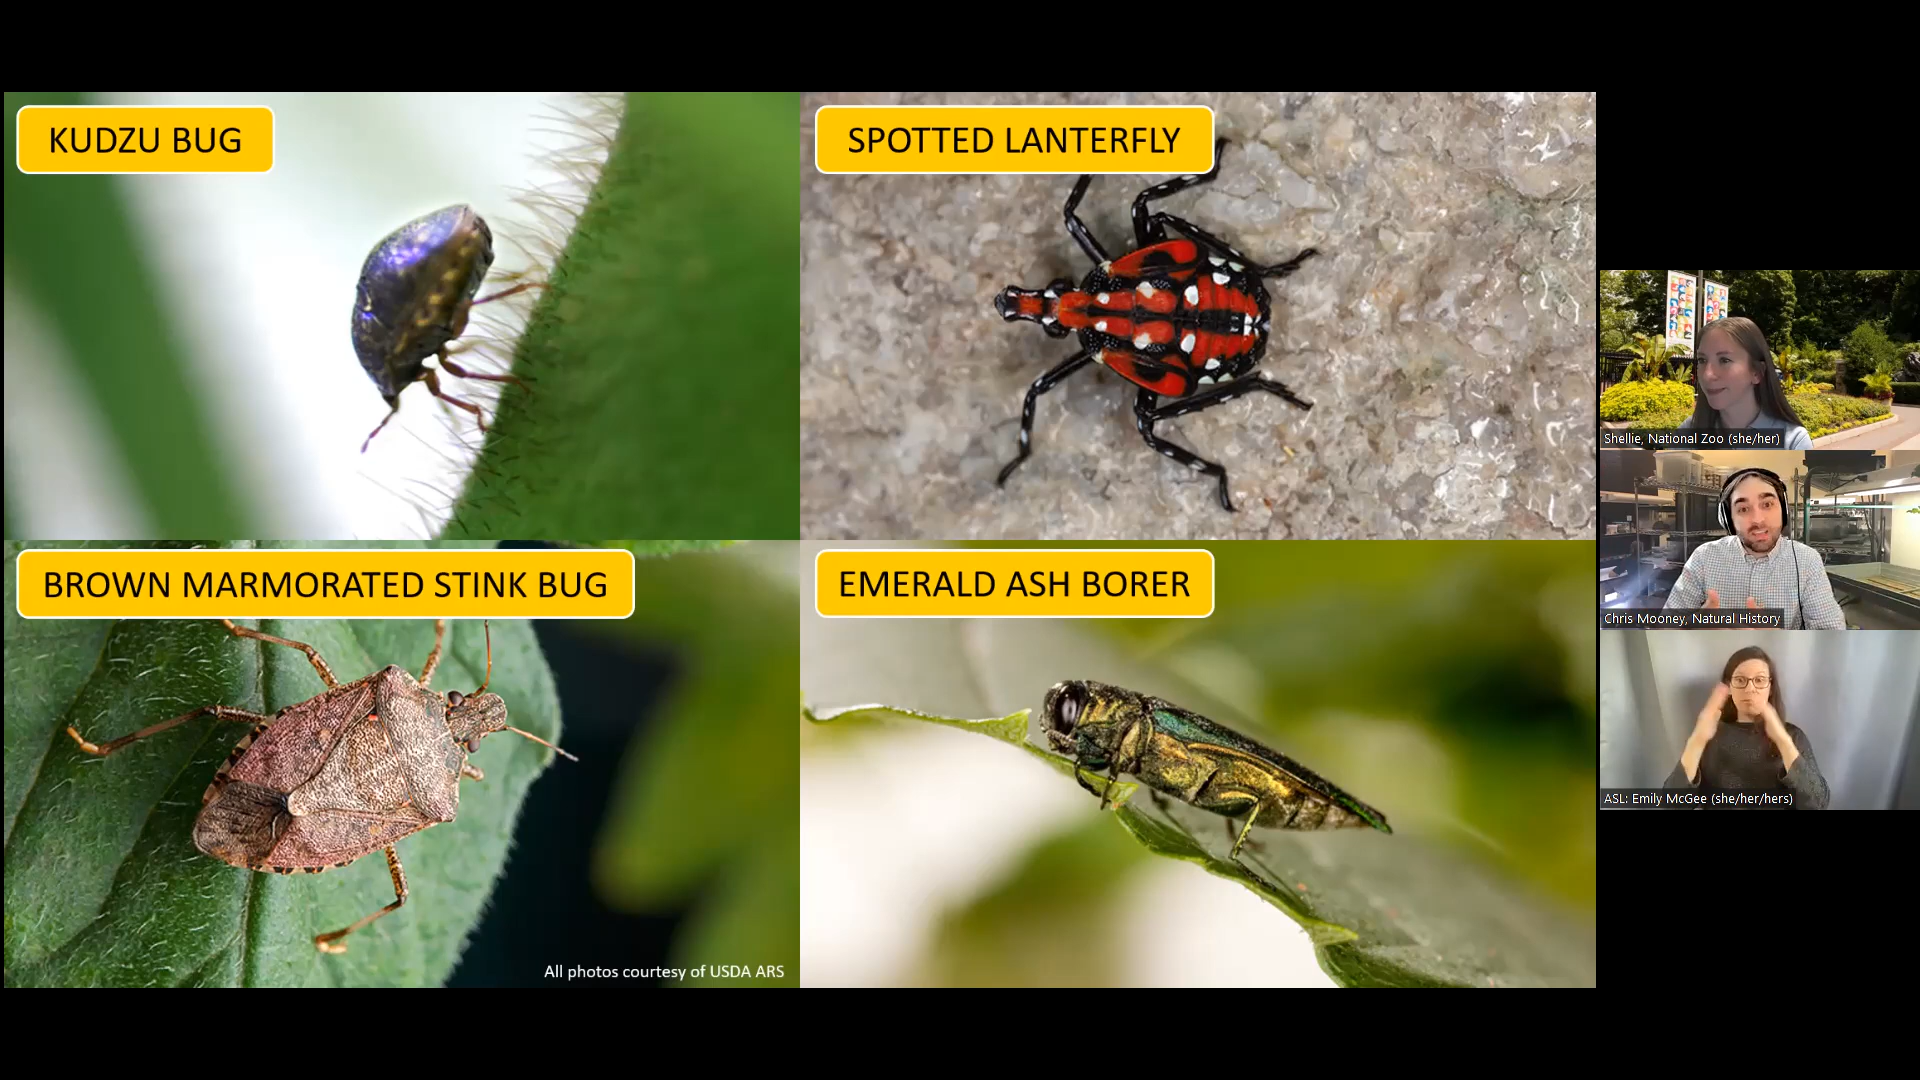 KUDZU BUG
SPOTTED LANTERFLY
BROWN MARMORATED STINK BUG
EMERALD ASH BORER
All photos courtesy of USDA ARS
Shellie, National Zoo (she/her)
Chris Mooney, Natural History
ASL: Emily McGee (she/her/hers)